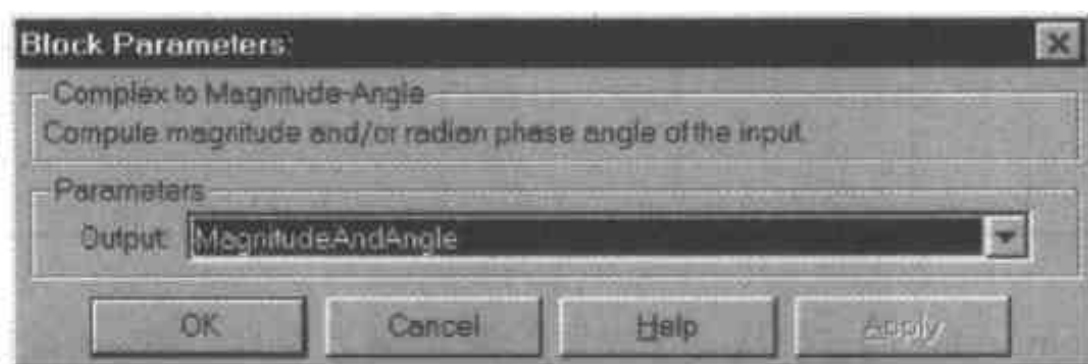 Block Parameters:
Complex to Magnitude-Angle
Compute magnitude and/or radian phase angle of the input.
Parameters
Output: MagnitudeAndAngle
OK Cancel Help Apply